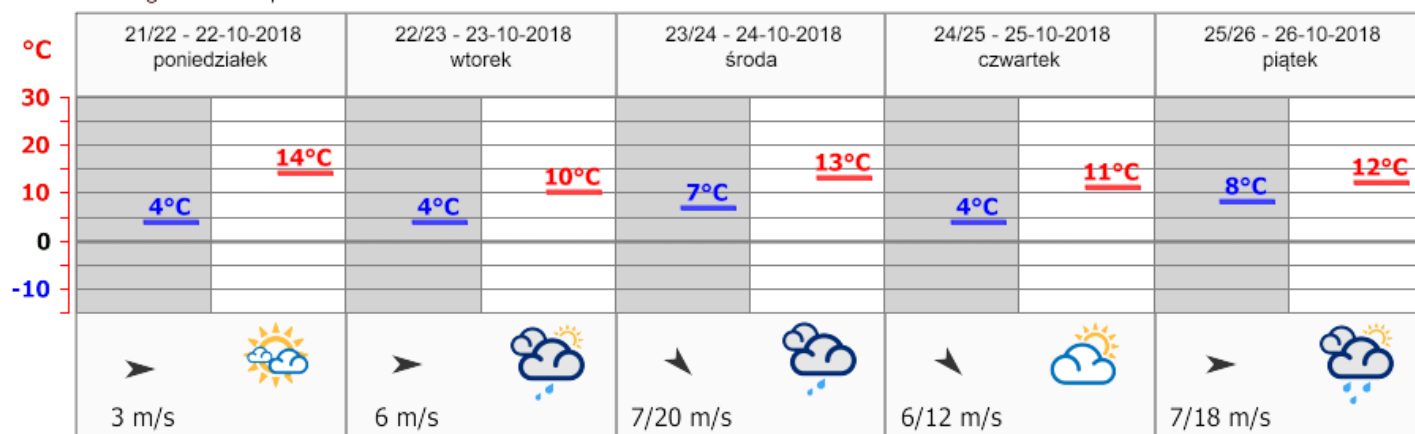 21/22 - 22-10-2018
poniedziałek
22/23 - 23-10-2018
wtorek
23/24 - 24-10-2018
środa
24/25 - 25-10-2018
czwartek
25/26 - 26-10-2018
piątek
°C
30
20
10
0
-10
4°C
14°C
4°C
10°C
7°C
13°C
4°C
11°C
8°C
12°C
3 m/s
6 m/s
7/20 m/s
6/12 m/s
7/18 m/s